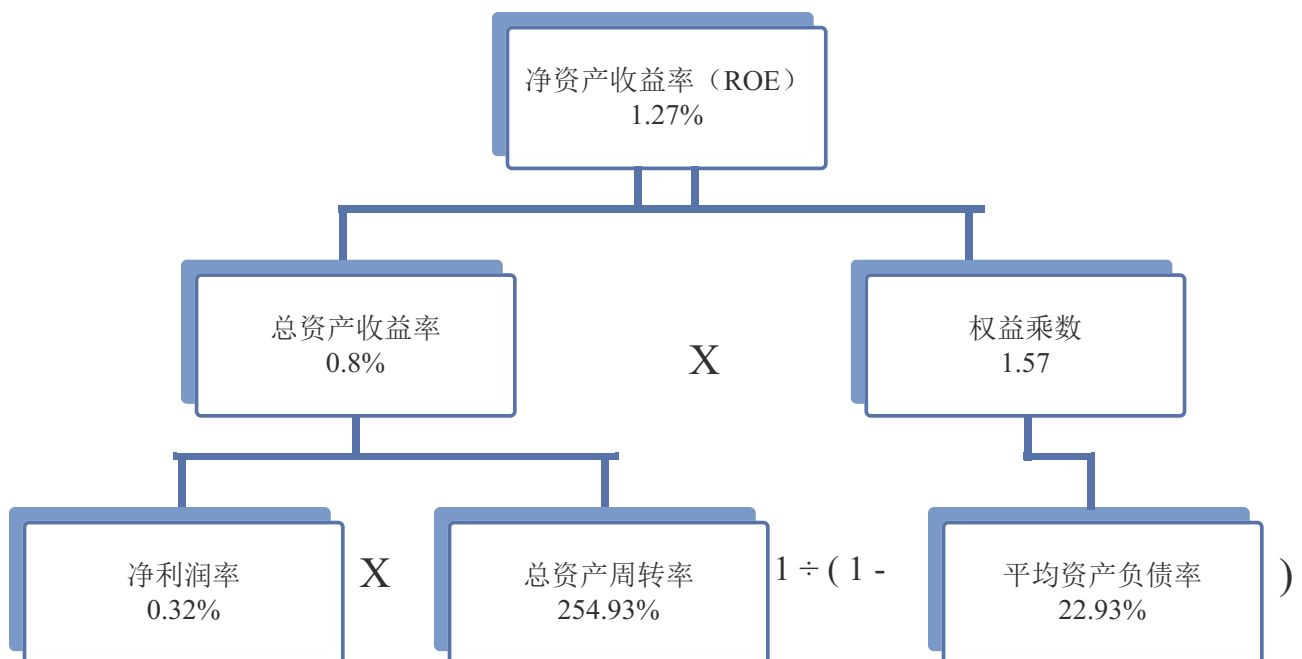 净资产收益率（ROE）
1.27%
总资产收益率
0.8%
X
权益乘数
1.57
净利润率
0.32%
X
总资产周转率
254.93%
1 ÷ ( 1 -
平均资产负债率
22.93%
)